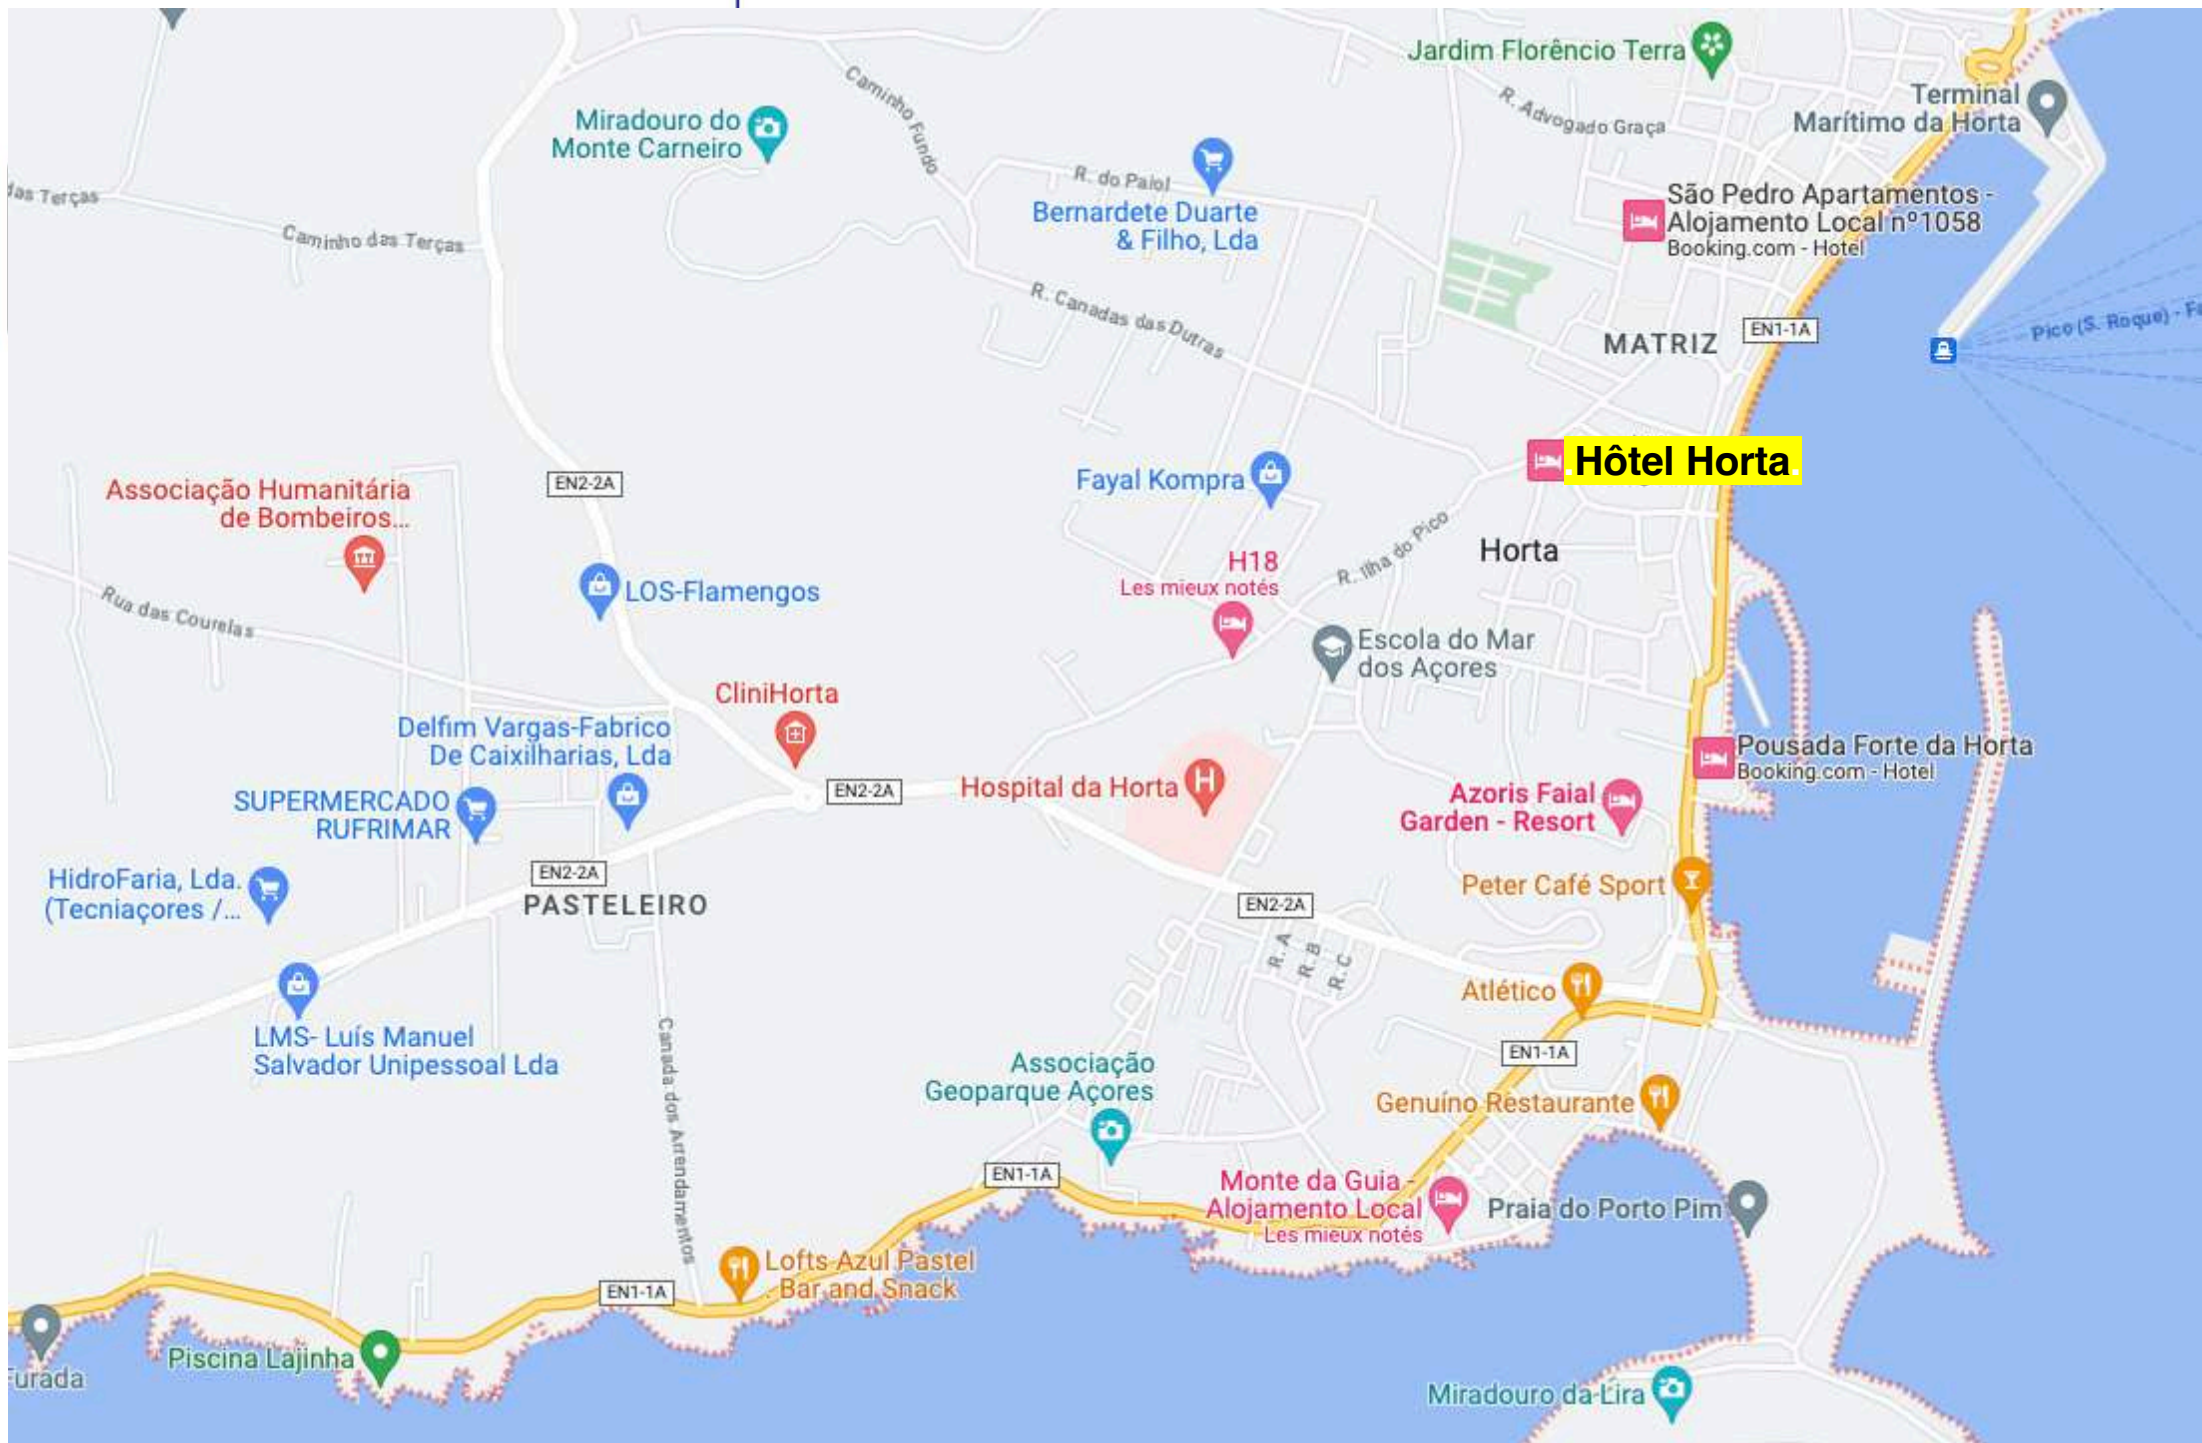 Jardim Florêncio Terra
Terminal
Marítimo da Horta
R. Advogado Graça
Caminho Fundo
Miradouro do
Monte Carneiro
R. do Paiol
Bernardete Duarte
& Filho, Lda
São Pedro Apartamentos -
Alojamento Local nº1058
Booking.com - Hotel
das Terças
Caminho das Terças
R. Canadas das Dutras
MATRIZ
EN1-1A
Pico (S. Roque) - Fa
Hôtel Horta
Associação Humanitária
de Bombeiros...
EN2-2A
Fayal Kompra
R. Ilha do Pico
Horta
H18
Les mieux notés
LOS-Flamengos
Rua das Courelas
Escola do Mar
dos Açores
CliniHorta
Delfim Vargas-Fabrico
De Caixilharias, Lda
Pousada Forte da Horta
Booking.com - Hotel
EN2-2A
Hospital da Horta
SUPERMERCADO
RUFRIMAR
Azoris Faial
Garden - Resort
HidroFaria, Lda.
(Tecniaçores /...
EN2-2A
PASTELEIRO
Peter Café Sport
EN2-2A
R. A
R. B
R. C
Atlético
LMS- Luís Manuel
Salvador Unipessoal Lda
Canada dos Arrendamentos
EN1-1A
Associação
Geoparque Açores
Genuíno Restaurante
EN1-1A
Monte da Guia -
Alojamento Local
Les mieux notés
Praia do Porto Pim
Lofts Azul Pastel
. Bar and Snack
EN1-1A
Piscina Lajinha
Furada
Miradouro da Lira